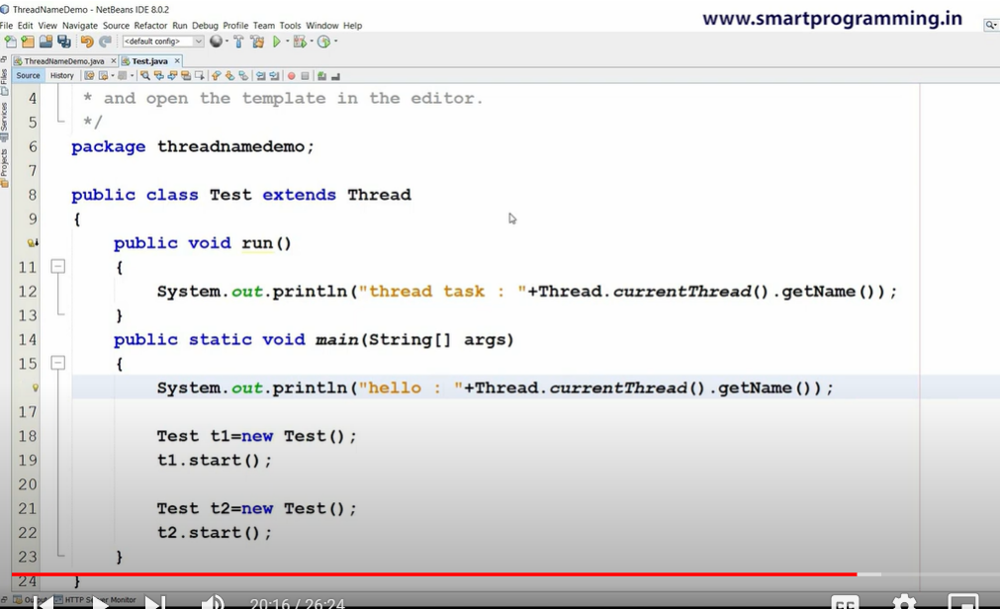 ThreadNameDemo - NetBeans IDE 8.0.2
www.smartprogramming.in
File Edit View Navigate Source Refactor Run Debug Profile Team Tools Window Help
<default config>
ThreadNameDemo.java Test.java
Source History
Files
Services
Projects
4 * and open the template in the editor.
5 */
6 package threadnamedemo;
7
8 public class Test extends Thread
9 {
public void run()
11 {
12 System.out.println("thread task : "+Thread.currentThread().getName());
13 }
14 public static void main(String[] args)
15 {
System.out.println("hello : "+Thread.currentThread().getName());
17
18 Test t1=new Test();
19 t1.start();
20
21 Test t2=new Test();
22 t2.start();
23 }
24 }
HTTP Monitor
20:16 / 26:24
CC